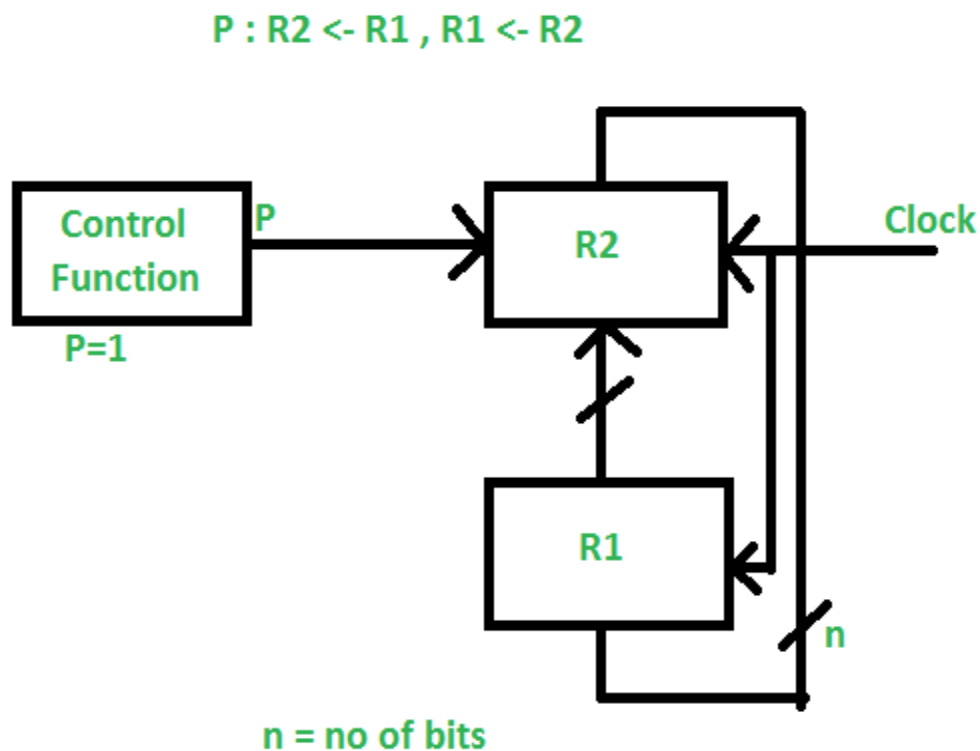 P : R2 <- R1 , R1 <- R2
Control
Function
P
P=1
R2
Clock
R1
n
n = no of bits